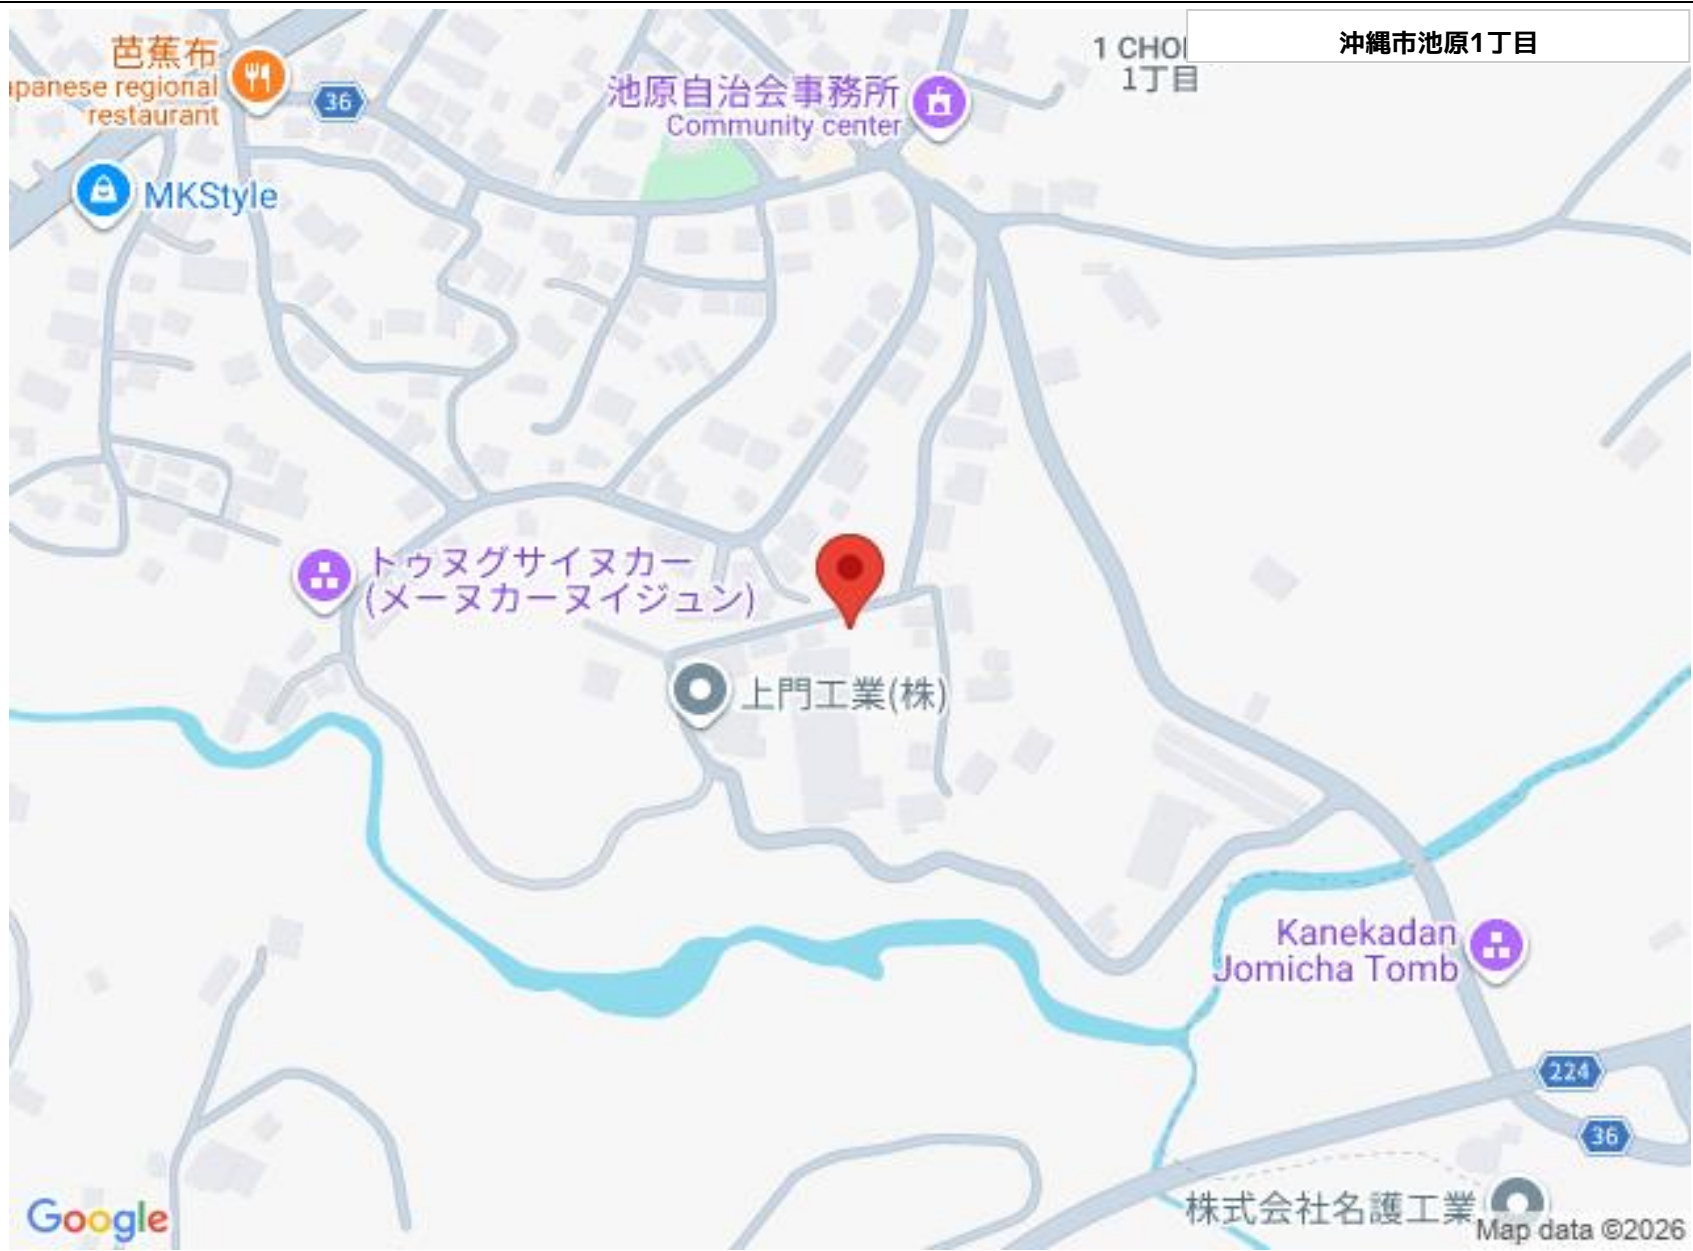 沖縄市池原1丁目
芭蕉布
panese regional
restaurant
36
MKStyle
池原自治会事務所
Community center
1 CHO
1丁目
トゥヌグサイヌカー
(メーヌカーヌイジュン)
上門工業(株)
Kanekadan
Jomicha Tomb
224
36
株式会社名護工業
Google
Map data ©2026